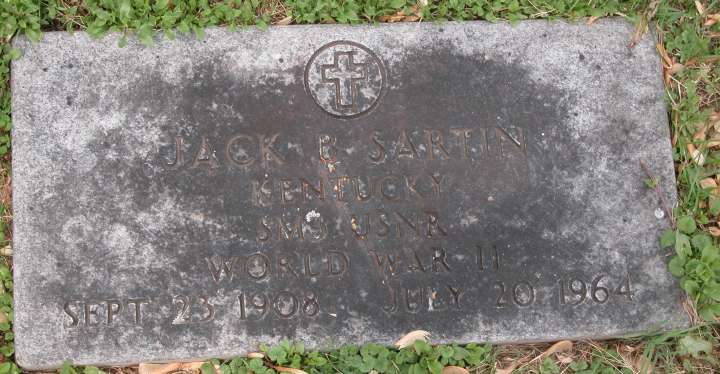 JACK B SARTIN
KENTUCKY
SM3 USNR
WORLD WAR II
SEPT 23 1908 JULY 20 1964